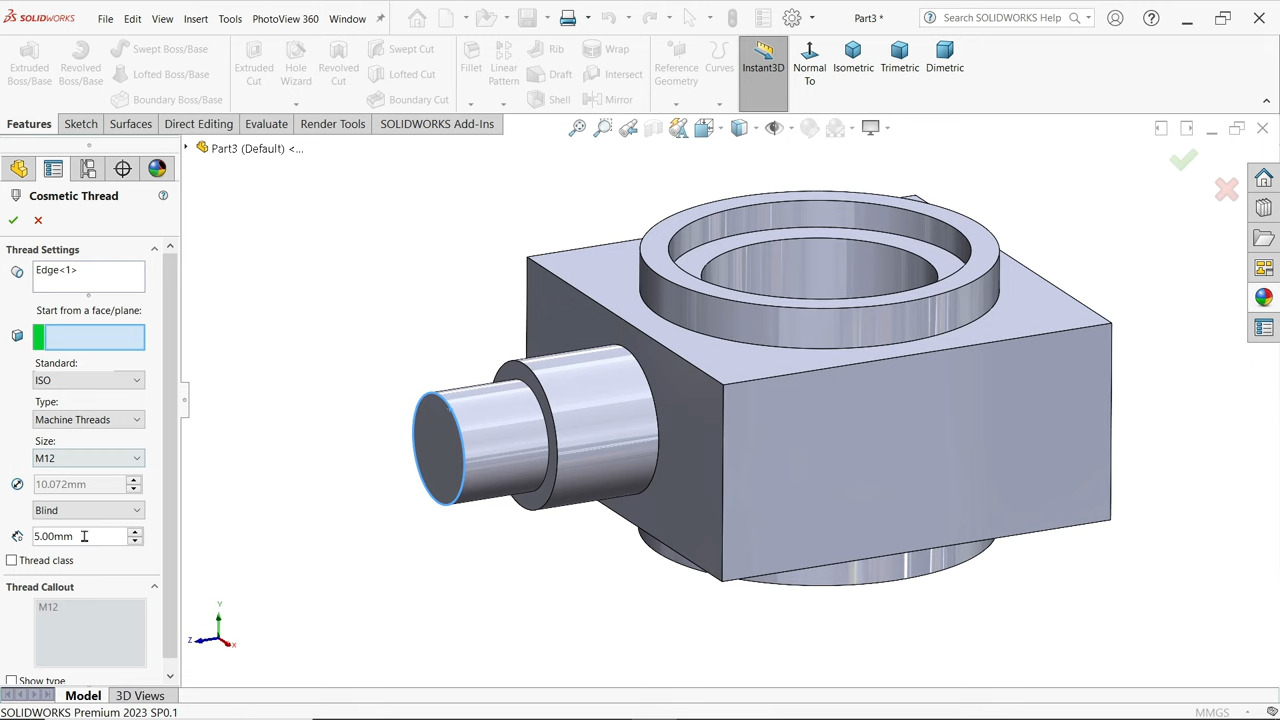 SOLIDWORKS
File Edit View Insert Tools PhotoView 360 Window
Part3 *
Search SOLIDWORKS Help
Extruded Boss/Base
Revolved Boss/Base
Swept Boss/Base
Lofted Boss/Base
Boundary Boss/Base
Extruded Cut
Hole Wizard
Revolved Cut
Swept Cut
Lofted Cut
Boundary Cut
Fillet
Linear Pattern
Rib
Draft
Shell
Wrap
Intersect
Mirror
Reference Geometry
Curves
Instant3D
Normal To
Isometric
Trimetric
Dimetric
Features Sketch Surfaces Direct Editing Evaluate Render Tools SOLIDWORKS Add-Ins
Part3 (Default) <...
Cosmetic Thread
Thread Settings
Edge<1>
Start from a face/plane:
Standard:
ISO
Type:
Machine Threads
Size:
M12
10.072mm
Blind
5.00mm
Thread class
Thread Callout
M12
Show type
Y
Z
X
Model 3D Views
SOLIDWORKS Premium 2023 SP0.1
MMGS